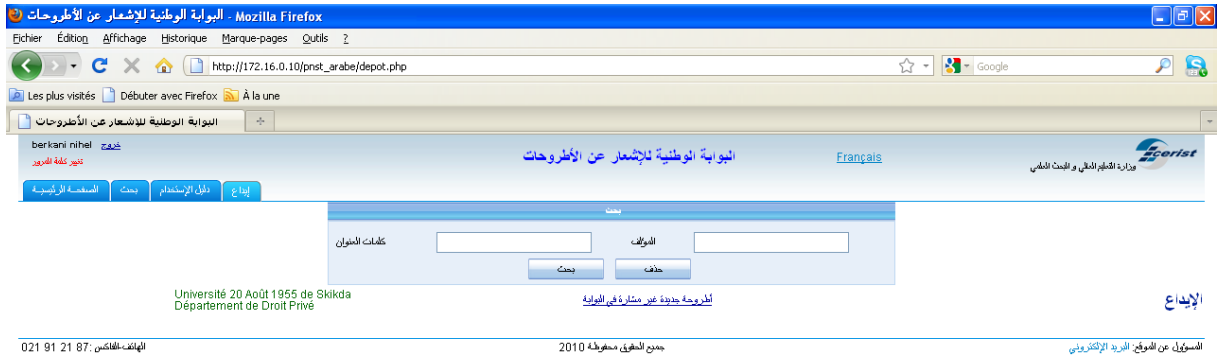 البوابة الوطنية للإشعار عن الأطروحات - Mozilla Firefox
Fichier Édition Affichage Historique Marque-pages Outils ?
http://172.16.0.10/pnst_arabe/depot.php Google
Les plus visités Débuter avec Firefox À la une
البوابة الوطنية للإشعار عن الأطروحات
berkani nihel خروج
تغيير كلمة المرور
البوابة الوطنية للإشعار عن الأطروحات
Français
cerist
وزارة التعليم العالي و البحث العلمي
الصفحة الرئيسية بحث دليل الإستخدام إيداع
بحث
كلمات العنوان المؤلف
بحث حذف
Université 20 Août 1955 de Skikda
Département de Droit Privé
أطروحة جديدة غير مشارة في البوابة
الإيداع
الهاتف-الفاكس: 87 21 91 021
جميع الحقوق محفوظة 2010
المسؤول عن الموقع: البريد الإلكتروني